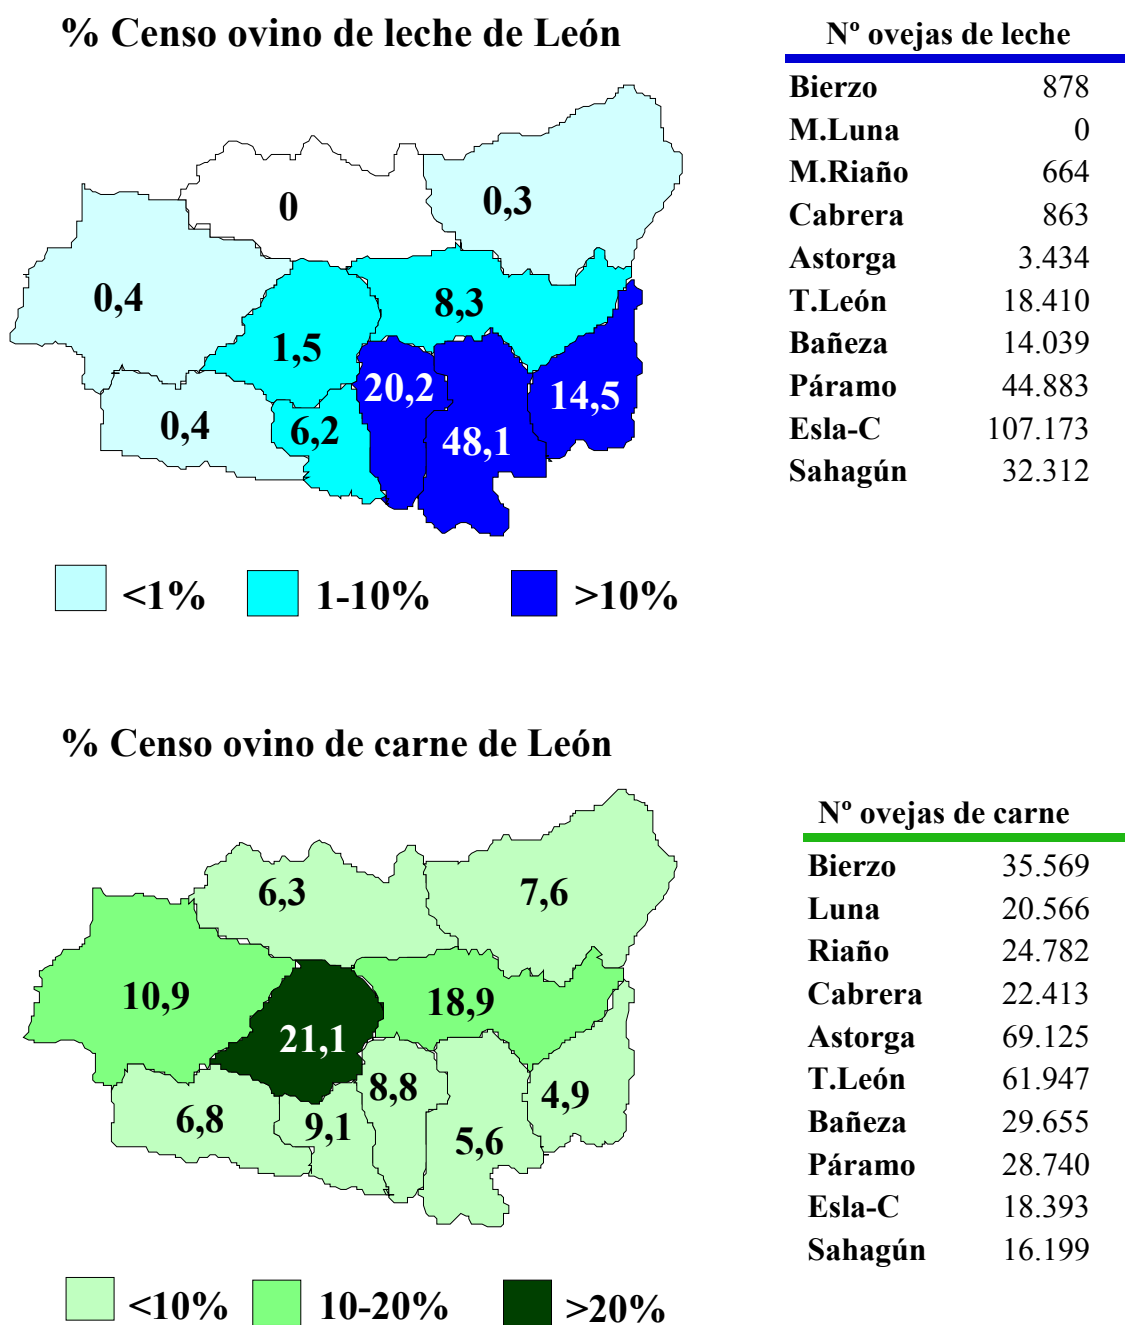 % Censo ovino de leche de León
Nº ovejas de leche
Bierzo 878
M.Luna 0
M.Riaño 664
Cabrera 863
Astorga 3.434
T.León 18.410
Bañeza 14.039
Páramo 44.883
Esla-C 107.173
Sahagún 32.312
0
0,3
0,4
8,3
1,5
20,2
14,5
0,4
6,2
48,1
<1%
1-10%
>10%
% Censo ovino de carne de León
Nº ovejas de carne
Bierzo 35.569
Luna 20.566
Riaño 24.782
Cabrera 22.413
Astorga 69.125
T.León 61.947
Bañeza 29.655
Páramo 28.740
Esla-C 18.393
Sahagún 16.199
6,3
7,6
10,9
18,9
21,1
8,8
4,9
6,8
9,1
5,6
<10%
10-20%
>20%